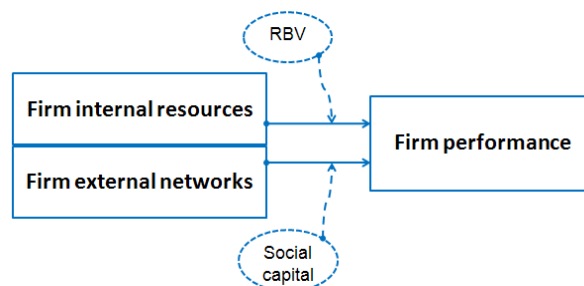 RBV
Firm internal resources
Firm external networks
Firm performance
Social
capital